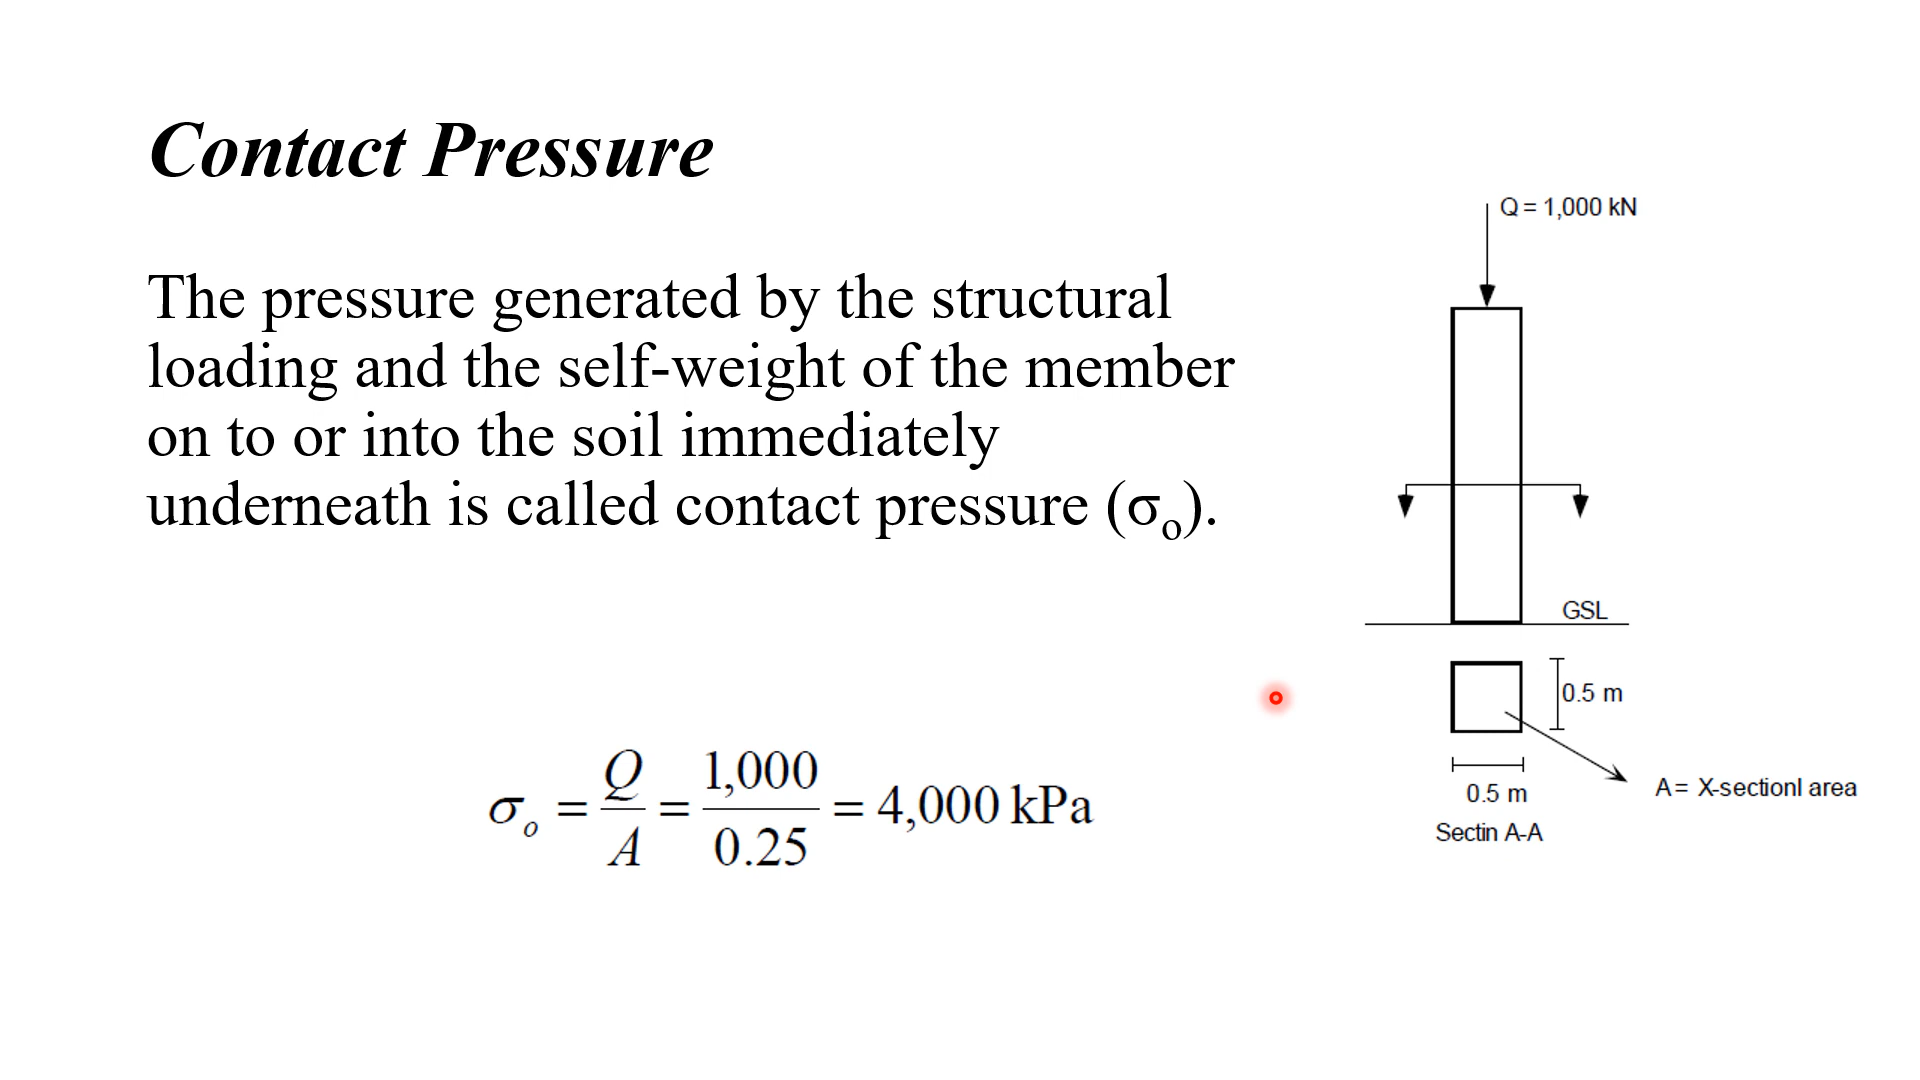 Contact Pressure
The pressure generated by the structural
loading and the self-weight of the member
on to or into the soil immediately
underneath is called contact pressure (σo).
σo = Q/A = 1,000/0.25 = 4,000 kPa
Q = 1,000 kN
GSL
0.5 m
0.5 m
A = X-sectionl area
Sectin A-A